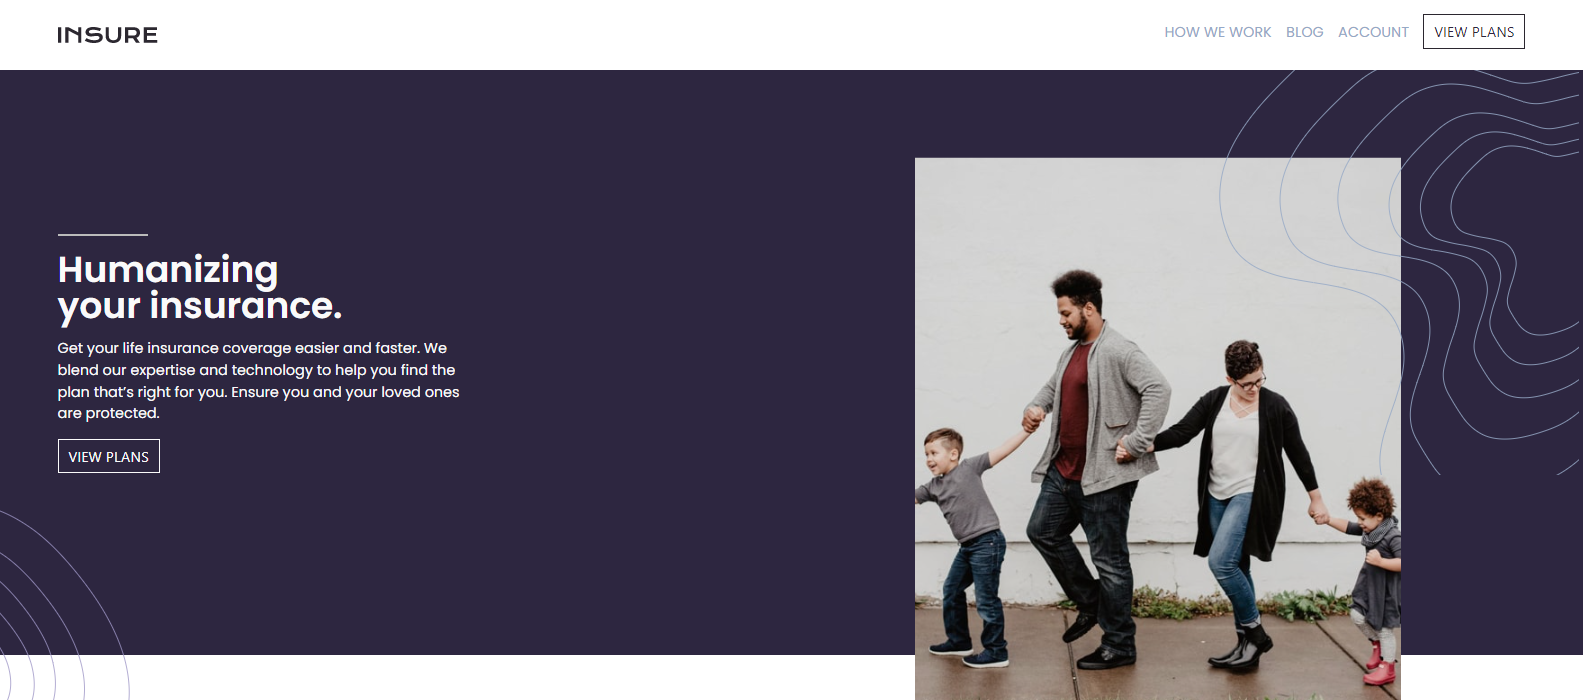 INSURE
HOW WE WORK BLOG ACCOUNT VIEW PLANS
Humanizing
your insurance.
Get your life insurance coverage easier and faster. We
blend our expertise and technology to help you find the
plan that’s right for you. Ensure you and your loved ones
are protected.
VIEW PLANS